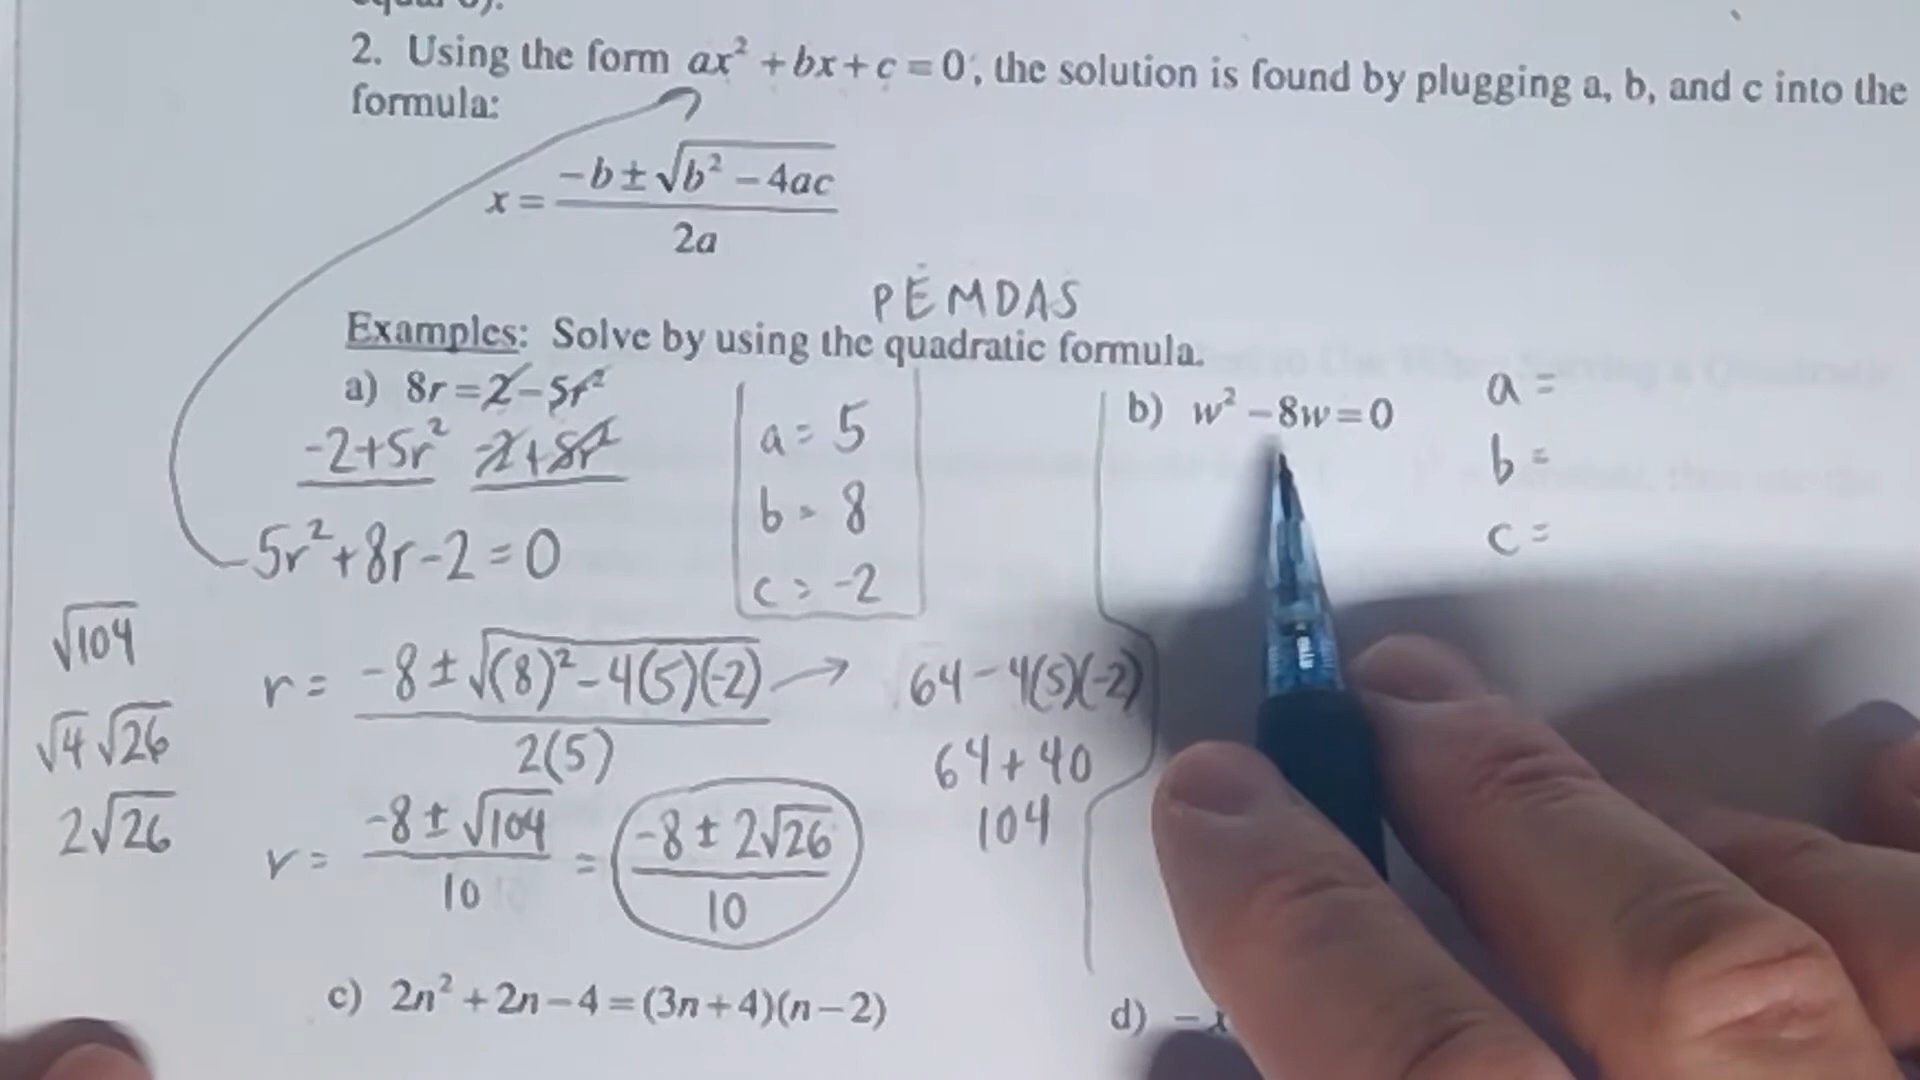 equal 0).
2. Using the form ax² + bx + c = 0, the solution is found by plugging a, b, and c into the
formula:
x = (-b ± √(b² - 4ac)) / 2a
PEMDAS
Examples: Solve by using the quadratic formula.
a) 8r = 2 - 5r²
-2+5r² -2+5r²
5r²+8r-2=0
a = 5
b = 8
c = -2
r = (-8 ± √((8)²-4(5)(-2))) / 2(5) → 64-4(5)(-2)
64+40
104
√104
√4 √26
2√26
r = (-8 ± √104) / 10 = (-8 ± 2√26) / 10
b) w² - 8w = 0
a =
b =
c =
c) 2n² + 2n - 4 = (3n + 4)(n - 2)
d) -x